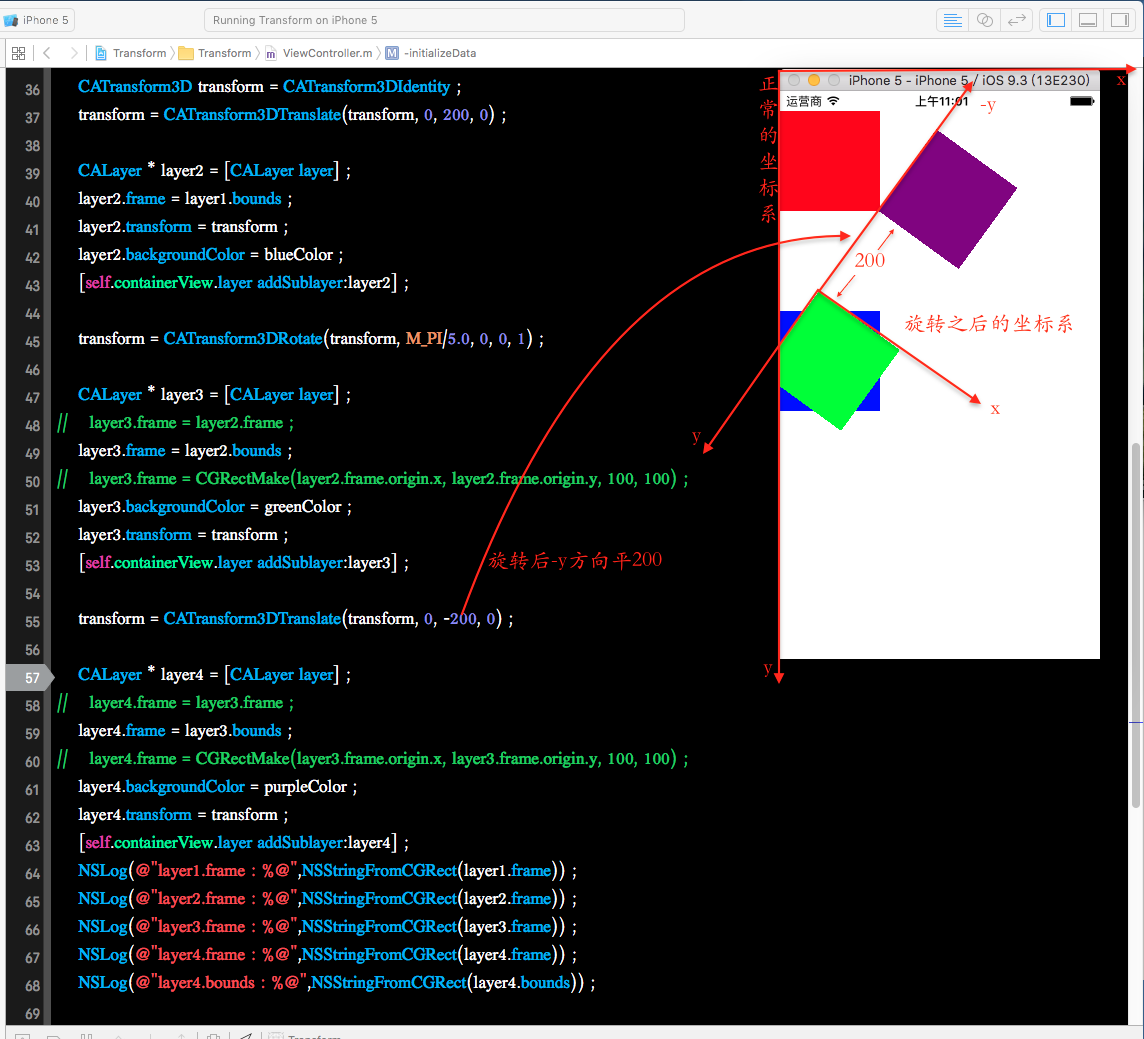 iPhone 5
Running Transform on iPhone 5
Transform
Transform
ViewController.m
M
-initializeData
36 CATransform3D transform = CATransform3DIdentity ;
37 transform = CATransform3DTranslate(transform, 0, 200, 0) ;
38
39 CALayer * layer2 = [CALayer layer] ;
40 layer2.frame = layer1.bounds ;
41 layer2.transform = transform ;
42 layer2.backgroundColor = blueColor ;
43 [self.containerView.layer addSublayer:layer2] ;
44
45 transform = CATransform3DRotate(transform, M_PI/5.0, 0, 0, 1) ;
46
47 CALayer * layer3 = [CALayer layer] ;
48 // layer3.frame = layer2.frame ;
49 layer3.frame = layer2.bounds ;
50 // layer3.frame = CGRectMake(layer2.frame.origin.x, layer2.frame.origin.y, 100, 100) ;
51 layer3.backgroundColor = greenColor ;
52 layer3.transform = transform ;
53 [self.containerView.layer addSublayer:layer3] ;
54
55 transform = CATransform3DTranslate(transform, 0, -200, 0) ;
56
57 CALayer * layer4 = [CALayer layer] ;
58 // layer4.frame = layer3.frame ;
59 layer4.frame = layer3.bounds ;
60 // layer4.frame = CGRectMake(layer3.frame.origin.x, layer3.frame.origin.y, 100, 100) ;
61 layer4.backgroundColor = purpleColor ;
62 layer4.transform = transform ;
63 [self.containerView.layer addSublayer:layer4] ;
64 NSLog(@"layer1.frame : %@",NSStringFromCGRect(layer1.frame)) ;
65 NSLog(@"layer2.frame : %@",NSStringFromCGRect(layer2.frame)) ;
66 NSLog(@"layer3.frame : %@",NSStringFromCGRect(layer3.frame)) ;
67 NSLog(@"layer4.frame : %@",NSStringFromCGRect(layer4.frame)) ;
68 NSLog(@"layer4.bounds : %@",NSStringFromCGRect(layer4.bounds)) ;
69
正常的坐标系
iPhone 5 - iPhone 5 / iOS 9.3 (13E230)
x
运营商
上午11:01
-y
200
旋转之后的坐标系
x
y
旋转后-y方向平200
y